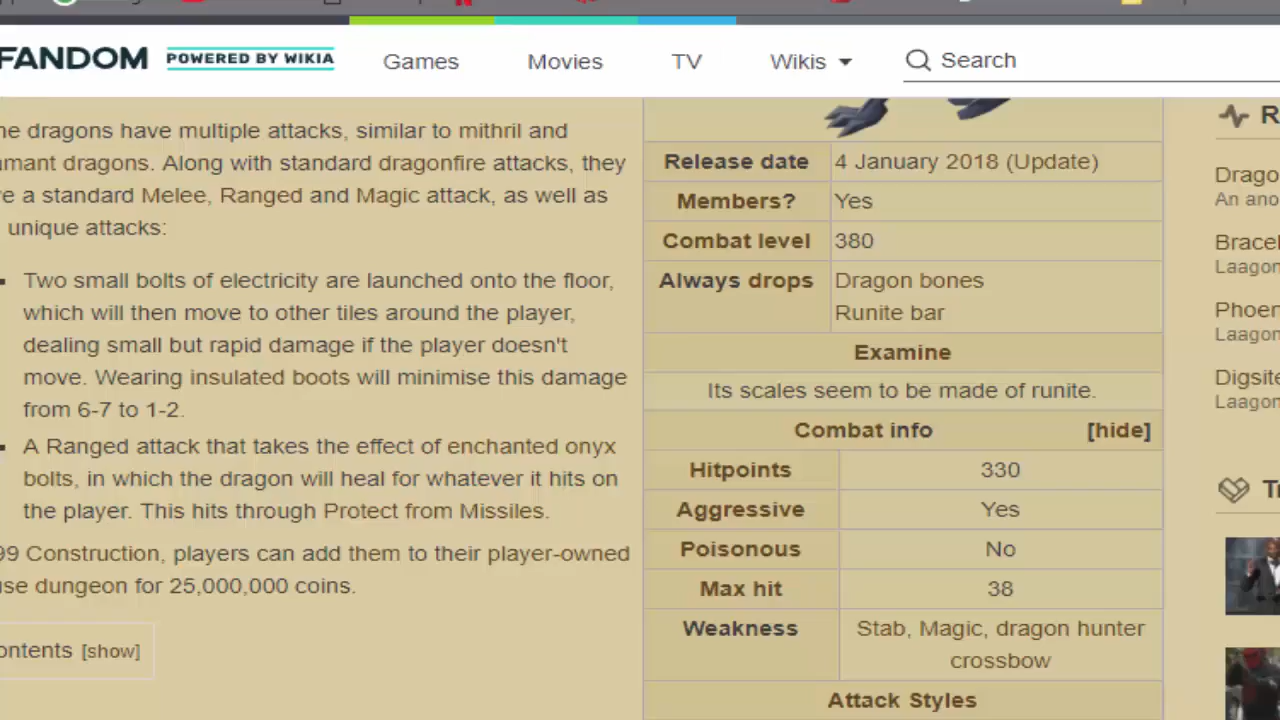 FANDOM POWERED BY WIKIA Games Movies TV Wikis Search
ne dragons have multiple attacks, similar to mithril and
amant dragons. Along with standard dragonfire attacks, they
ve a standard Melee, Ranged and Magic attack, as well as
unique attacks:
Two small bolts of electricity are launched onto the floor,
which will then move to other tiles around the player,
dealing small but rapid damage if the player doesn't
move. Wearing insulated boots will minimise this damage
from 6-7 to 1-2.
A Ranged attack that takes the effect of enchanted onyx
bolts, in which the dragon will heal for whatever it hits on
the player. This hits through Protect from Missiles.
99 Construction, players can add them to their player-owned
use dungeon for 25,000,000 coins.
ontents [show]
Release date 4 January 2018 (Update)
Members? Yes
Combat level 380
Always drops Dragon bones
Runite bar
Examine
Its scales seem to be made of runite.
Combat info [hide]
Hitpoints 330
Aggressive Yes
Poisonous No
Max hit 38
Weakness Stab, Magic, dragon hunter
crossbow
Attack Styles
R
Drago
An ano
Bracel
Laagon
Phoen
Laagon
Digsite
Laagon
T